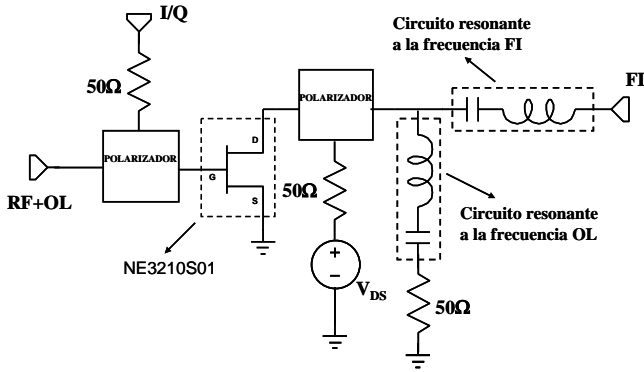 I/Q
Circuito resonante
a la frecuencia FI
50Ω
POLARIZADOR
FI
POLARIZADOR
D
G
S
RF+OL
50Ω
Circuito resonante
a la frecuencia OL
NE3210S01
+
−
VDS
50Ω